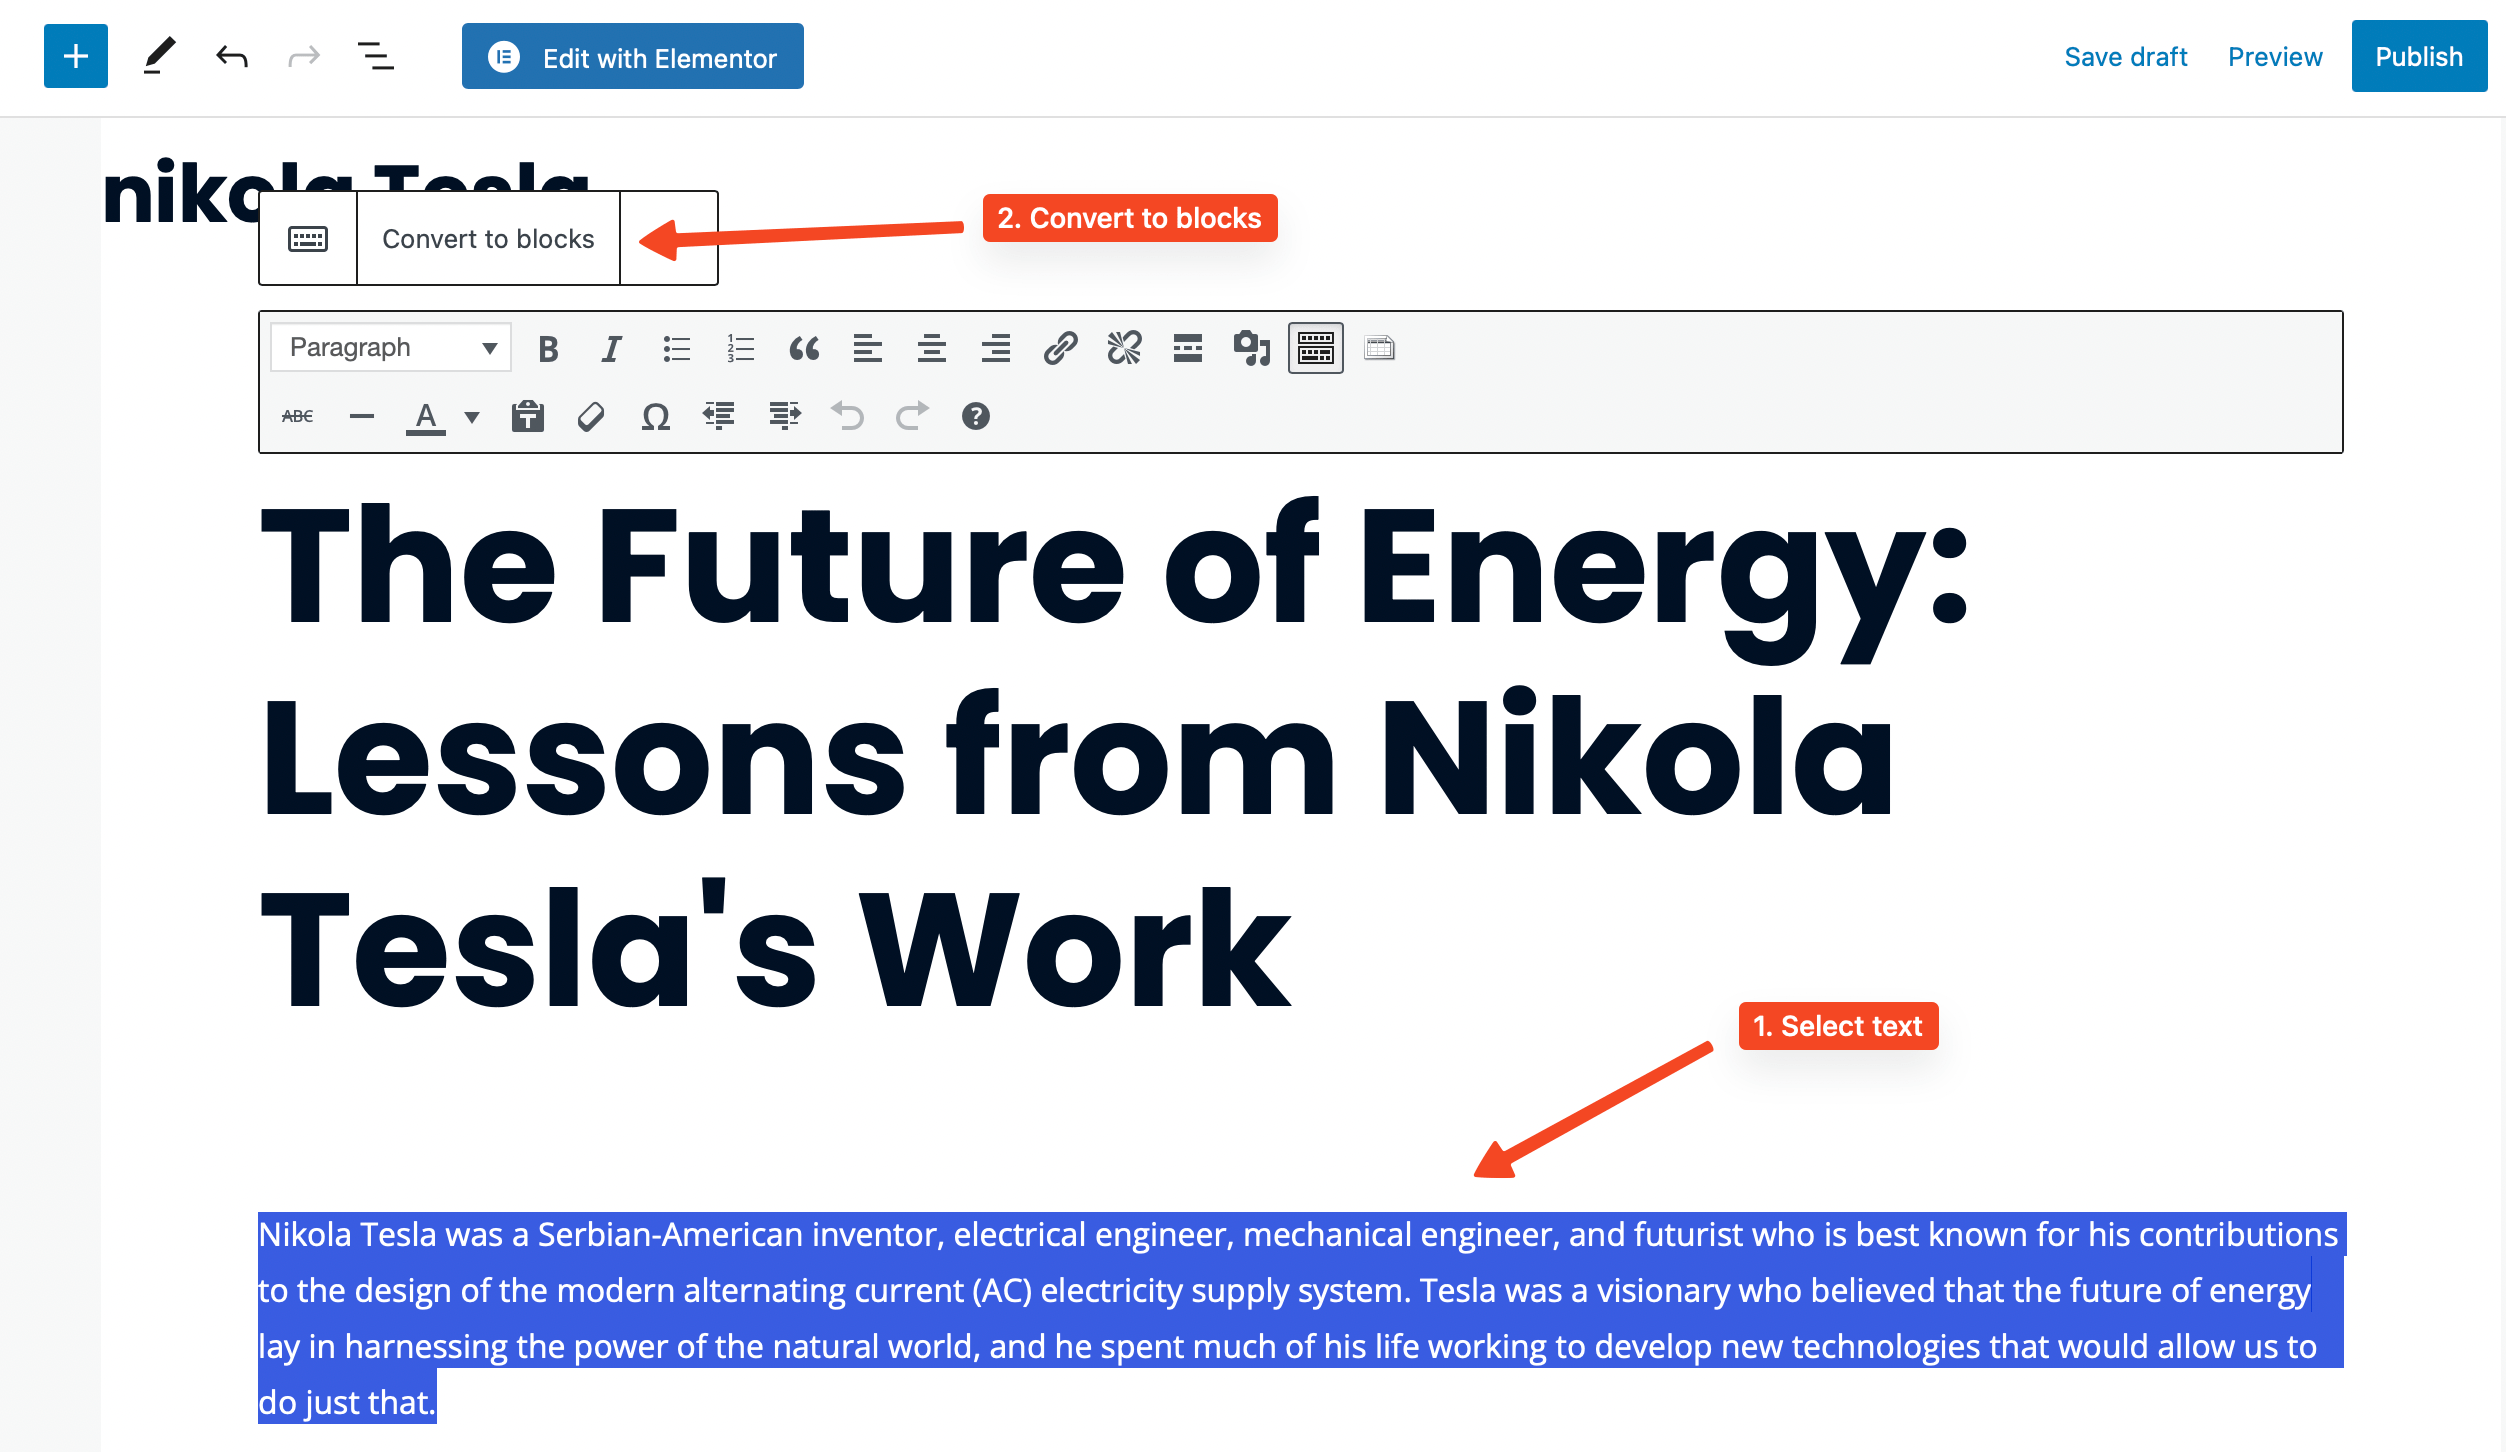 Edit with Elementor
Save draft
Preview
Publish
nikola Tesla
Convert to blocks
2. Convert to blocks
Paragraph
B
I
1
2
3
ABC
A
T
Ω
?
The Future of Energy:
Lessons from Nikola
Tesla's Work
1. Select text
Nikola Tesla was a Serbian-American inventor, electrical engineer, mechanical engineer, and futurist who is best known for his contributions
to the design of the modern alternating current (AC) electricity supply system. Tesla was a visionary who believed that the future of energy
lay in harnessing the power of the natural world, and he spent much of his life working to develop new technologies that would allow us to
do just that.